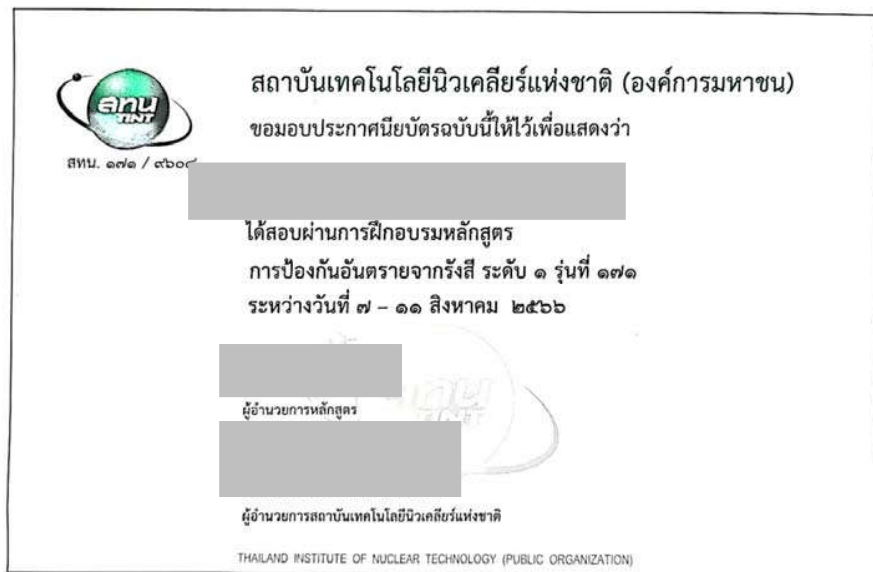 สทน
TINT
สทน. ๑๗๑ / ๙๖๐๘
สถาบันเทคโนโลยีนิวเคลียร์แห่งชาติ (องค์การมหาชน)
ขอมอบประกาศนียบัตรฉบับนี้ให้ไว้เพื่อแสดงว่า
ได้สอบผ่านการฝึกอบรมหลักสูตร
การป้องกันอันตรายจากรังสี ระดับ ๑ รุ่นที่ ๑๗๑
ระหว่างวันที่ ๗ – ๑๑ สิงหาคม ๒๕๖๖
สทน
TINT
ผู้อำนวยการหลักสูตร
ผู้อำนวยการสถาบันเทคโนโลยีนิวเคลียร์แห่งชาติ
THAILAND INSTITUTE OF NUCLEAR TECHNOLOGY (PUBLIC ORGANIZATION)